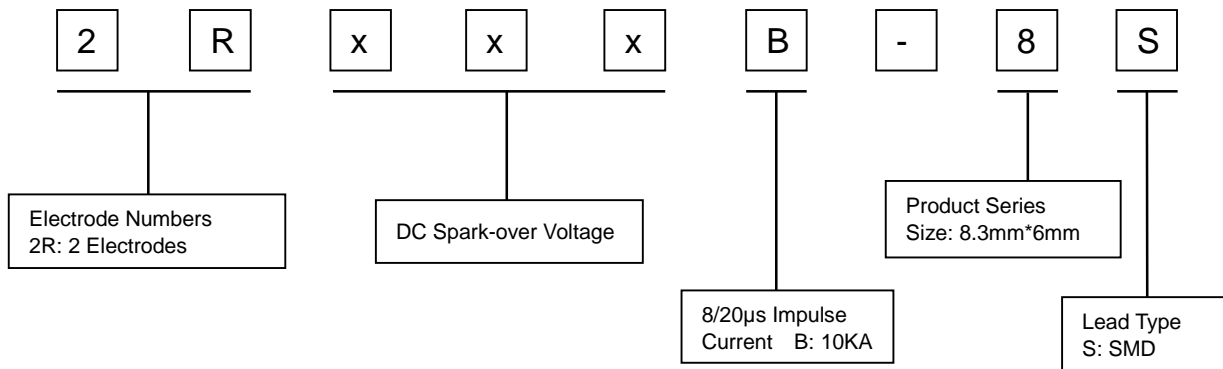 2 R x x x B - 8 S
Electrode Numbers
2R: 2 Electrodes
DC Spark-over Voltage
Product Series
Size: 8.3mm*6mm
8/20µs Impulse
Current B: 10KA
Lead Type
S: SMD